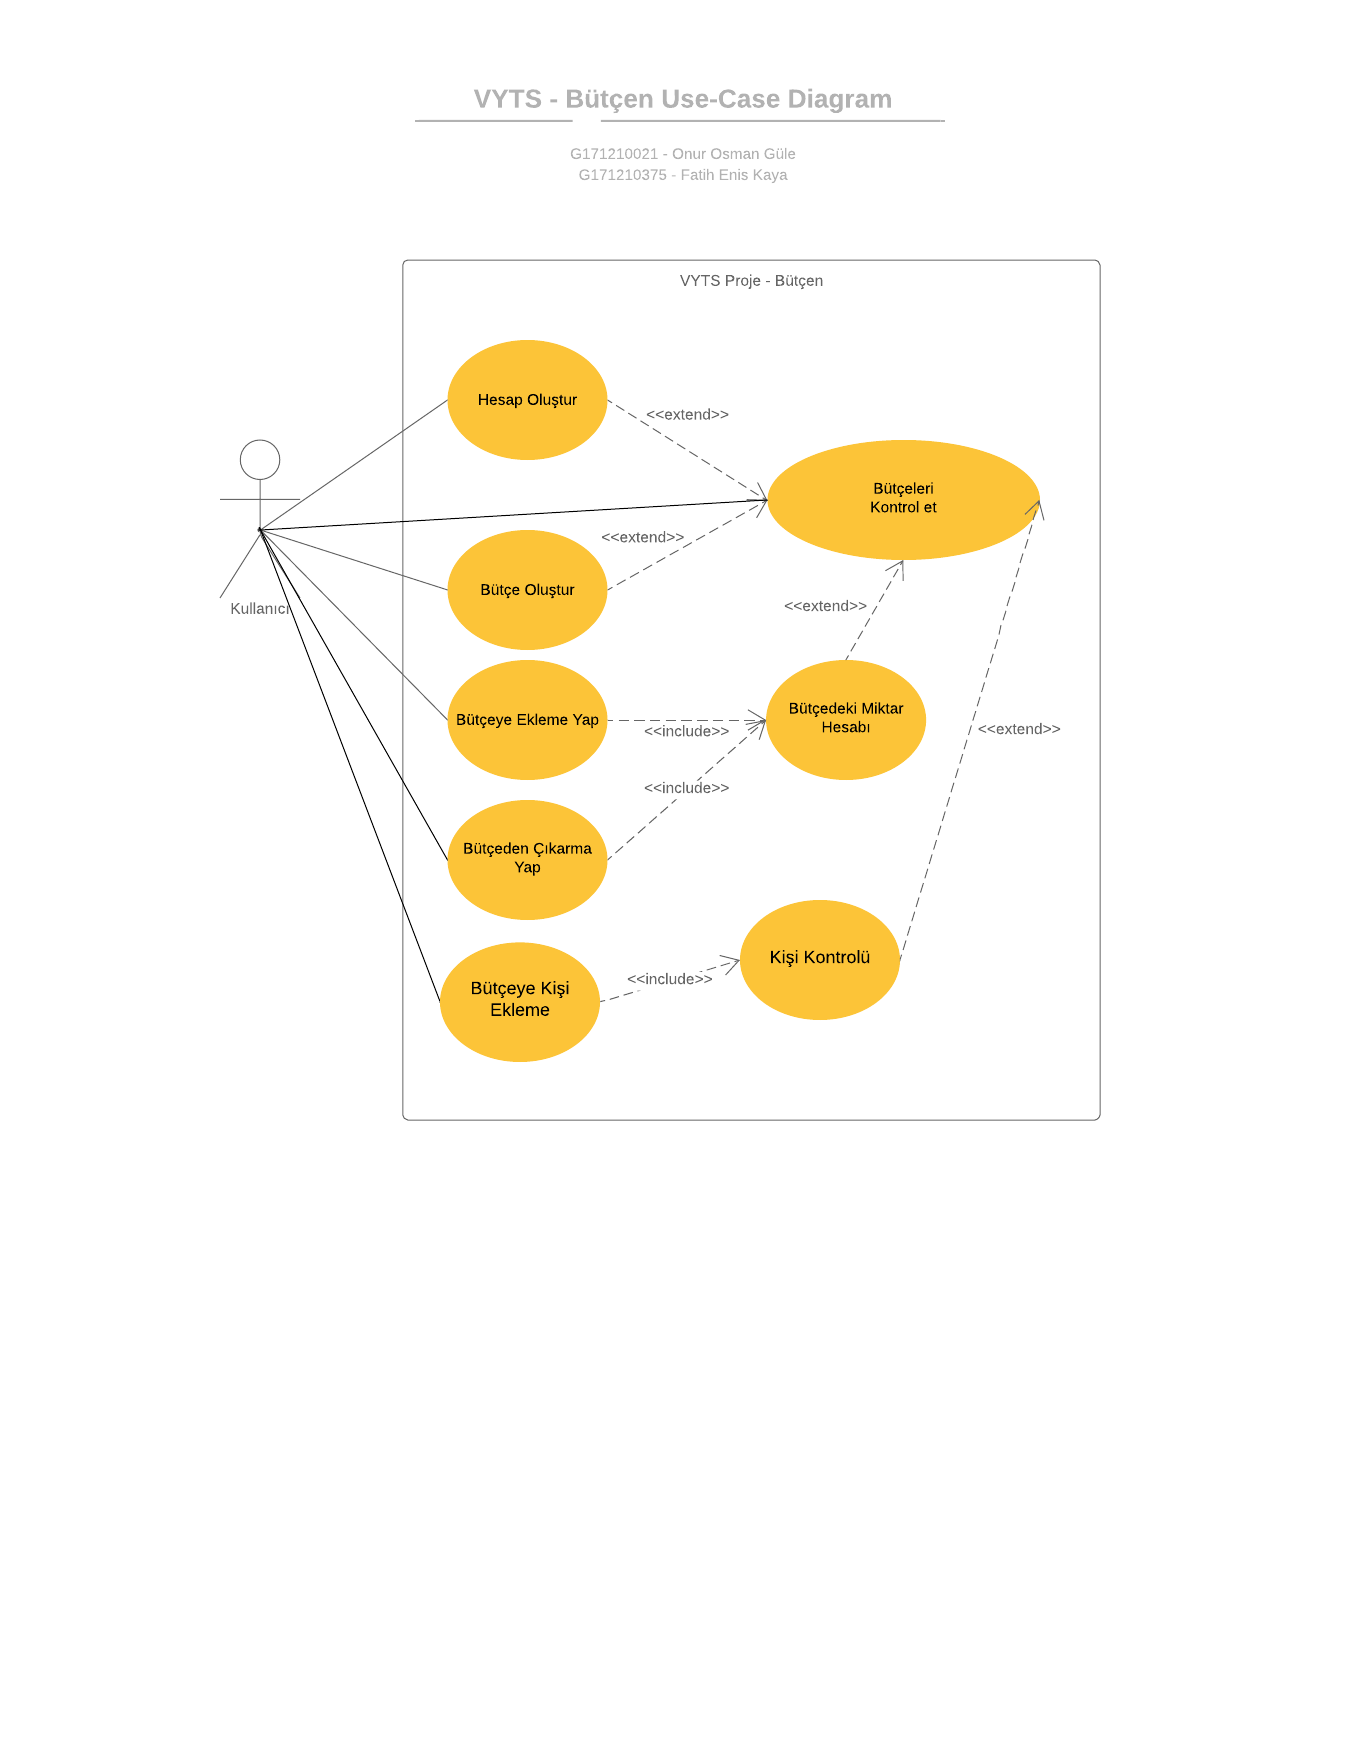 VYTS - Bütçen Use-Case Diagram
G171210021 - Onur Osman Güle
G171210375 - Fatih Enis Kaya
VYTS Proje - Bütçen
Hesap Oluştur
<<extend>>
Bütçeleri
Kontrol et
<<extend>>
Bütçe Oluştur
Kullanıcı
<<extend>>
Bütçeye Ekleme Yap
<<include>>
Bütçedeki Miktar
Hesabı
<<extend>>
<<include>>
Bütçeden Çıkarma
Yap
Kişi Kontrolü
<<include>>
Bütçeye Kişi
Ekleme